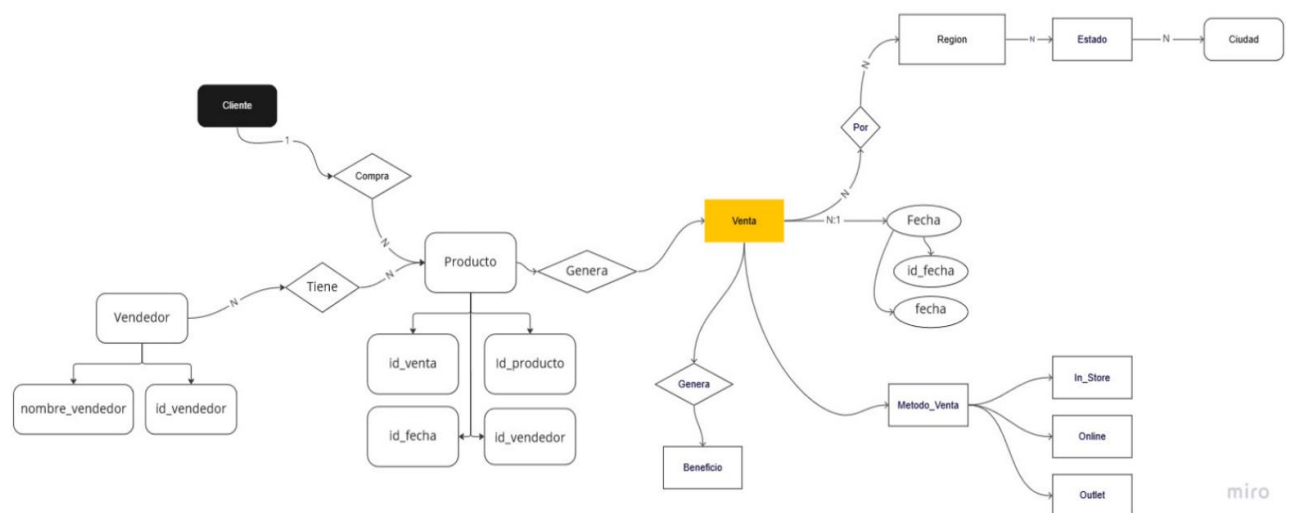 Region
N
Estado
N
Ciudad
N
Cliente
Por
1
Compra
N
Venta
N:1
Fecha
N
Producto
Genera
id_fecha
Tiene
N
N
Vendedor
fecha
id_venta
id_producto
In_Store
Genera
nombre_vendedor
id_vendedor
Metodo_Venta
id_fecha
id_vendedor
Online
Beneficio
Outlet
miro